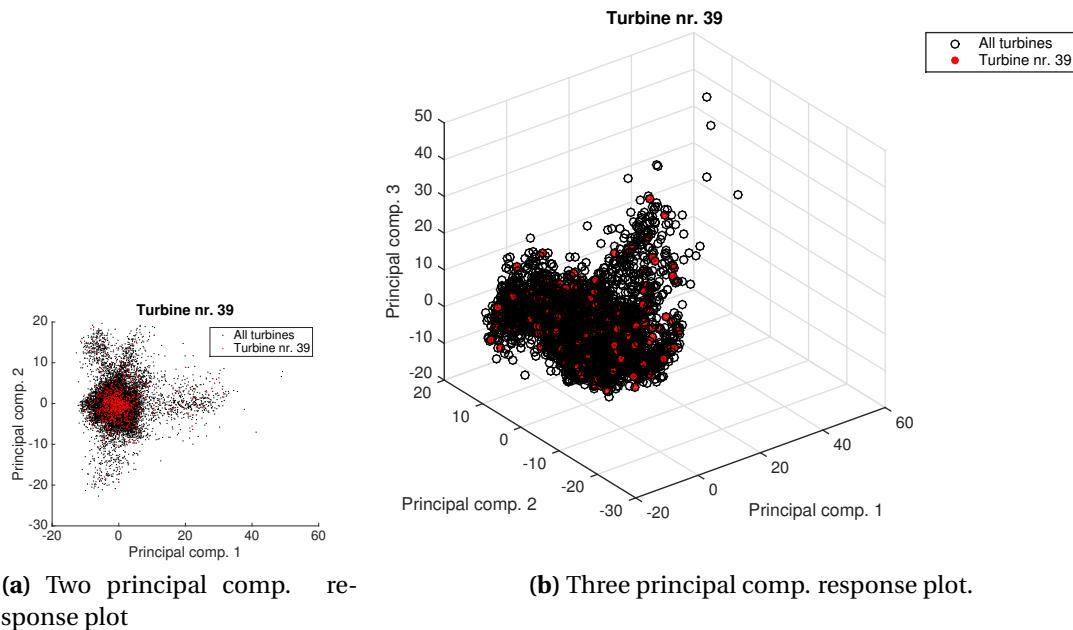 Turbine nr. 39
All turbines
Turbine nr. 39
20
10
0
-10
-20
-30
Principal comp. 2
-20
0
20
40
60
Principal comp. 1
(a) Two principal comp. re-
sponse plot
Turbine nr. 39
All turbines
Turbine nr. 39
50
40
30
20
10
0
-10
-20
Principal comp. 3
20
10
0
-10
-20
-30
Principal comp. 2
-20
0
20
40
60
Principal comp. 1
(b) Three principal comp. response plot.